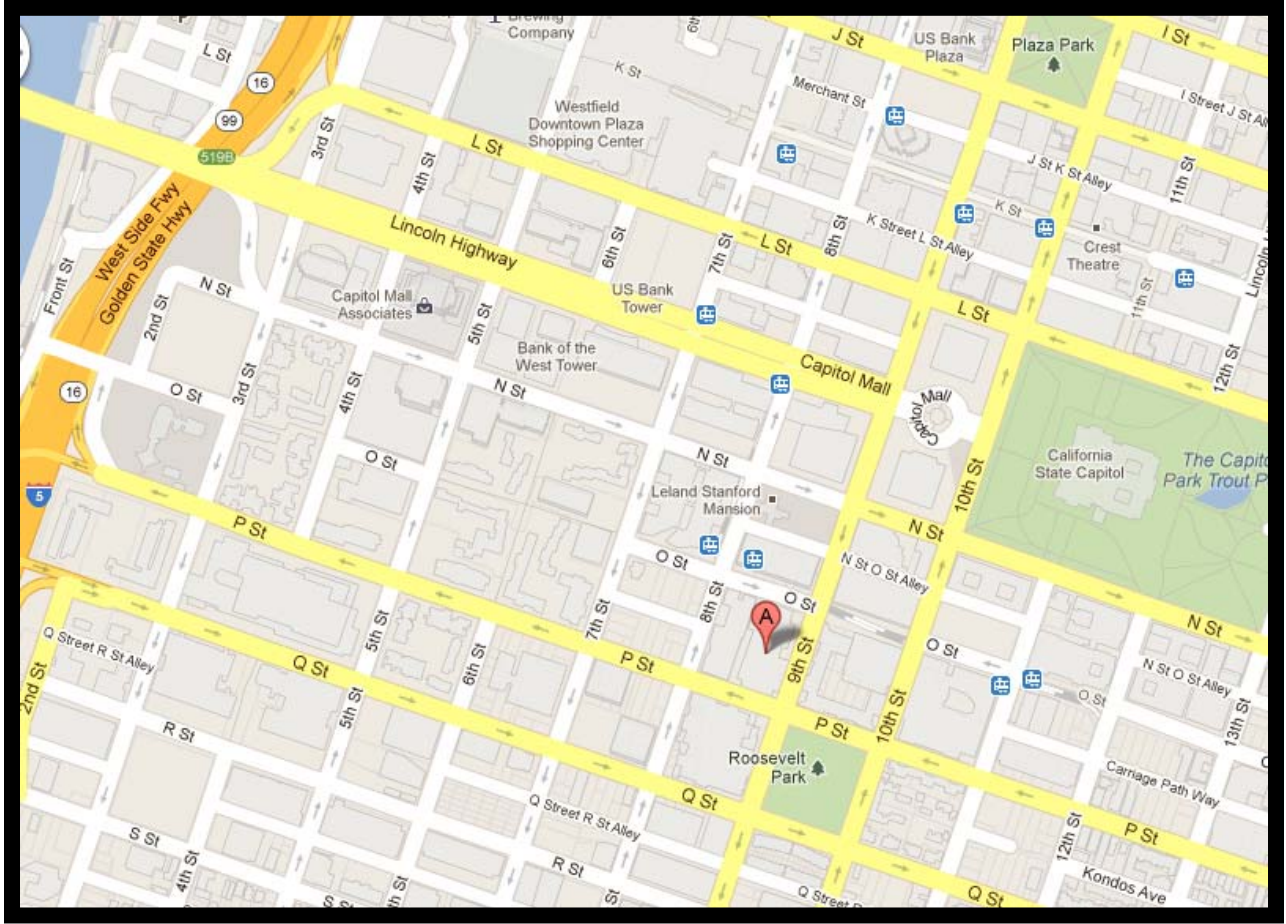 Brewing
Company
6th
J St
US Bank
Plaza
Plaza Park
I St
L St
16
K St
Merchant St
I Street J St
99
Westfield
Downtown Plaza
Shopping Center
519B
3rd St
4th St
L St
J St K St Alley
11th St
K St
K Street L St Alley
Crest
Theatre
Lincoln
West Side Fwy
Golden State Hwy
Front St
Lincoln Highway
6th St
7th St
L St
8th St
11th St
N St
2nd St
Capitol Mall
Associates
5th St
US Bank
Tower
L St
12th St
Bank of the
West Tower
Capitol Mall
Capitol Mall
16
O St
3rd St
4th St
N St
O St
N St
California
State Capitol
The Capit
Park Trout P
5
Leland Stanford
Mansion
10th St
P St
N St
O St
N St O St Alley
8th St
A
O St
7th St
N St
Q Street R St Alley
5th St
9th St
O St
N St O St Alley
Q St
6th St
P St
O St
2nd St
5th St
10th St
13th St
R St
P St
Roosevelt
Park
Carriage Path Way
Q St
Q Street R St Alley
12th St
P St
S St
4th St
R St
Kondos Ave
Q St